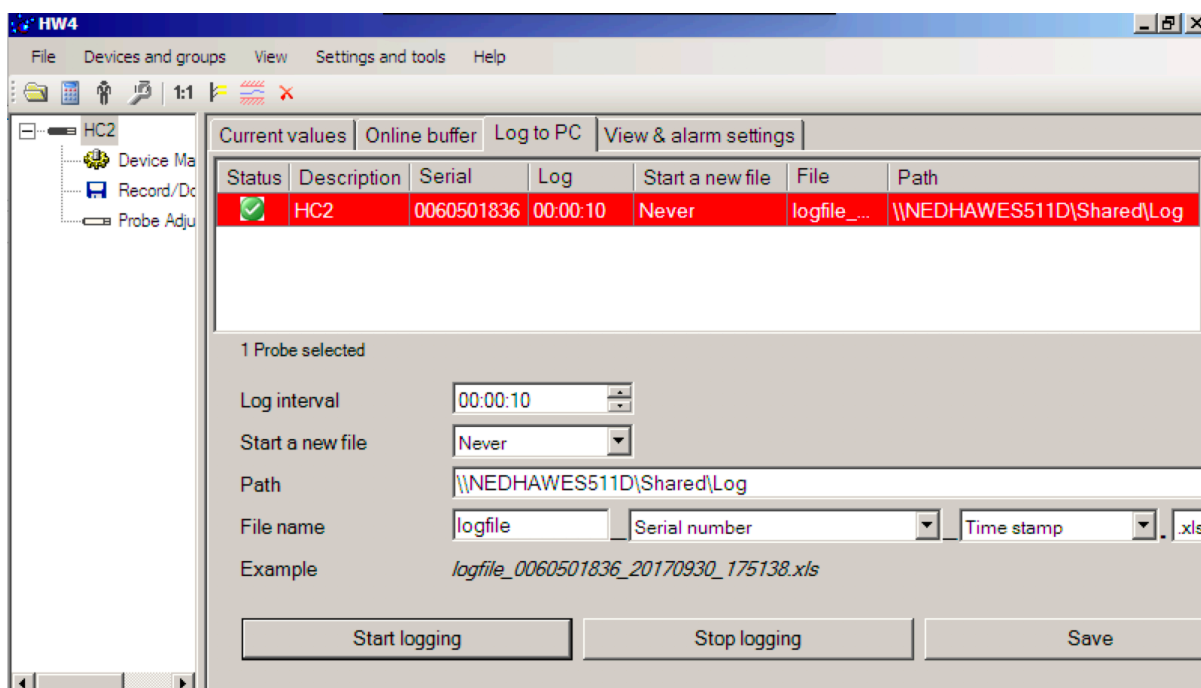 HW4
File Devices and groups View Settings and tools Help
1:1
HC2
Device Ma
Record/Do
Probe Adju
Current values Online buffer Log to PC View & alarm settings
Status Description Serial Log Start a new file File Path
HC2 0060501836 00:00:10 Never logfile_... \\NEDHAWES511D\Shared\Log
1 Probe selected
Log interval 00:00:10
Start a new file Never
Path \\NEDHAWES511D\Shared\Log
File name logfile _ Serial number _ Time stamp . .xls
Example logfile_0060501836_20170930_175138.xls
Start logging Stop logging Save